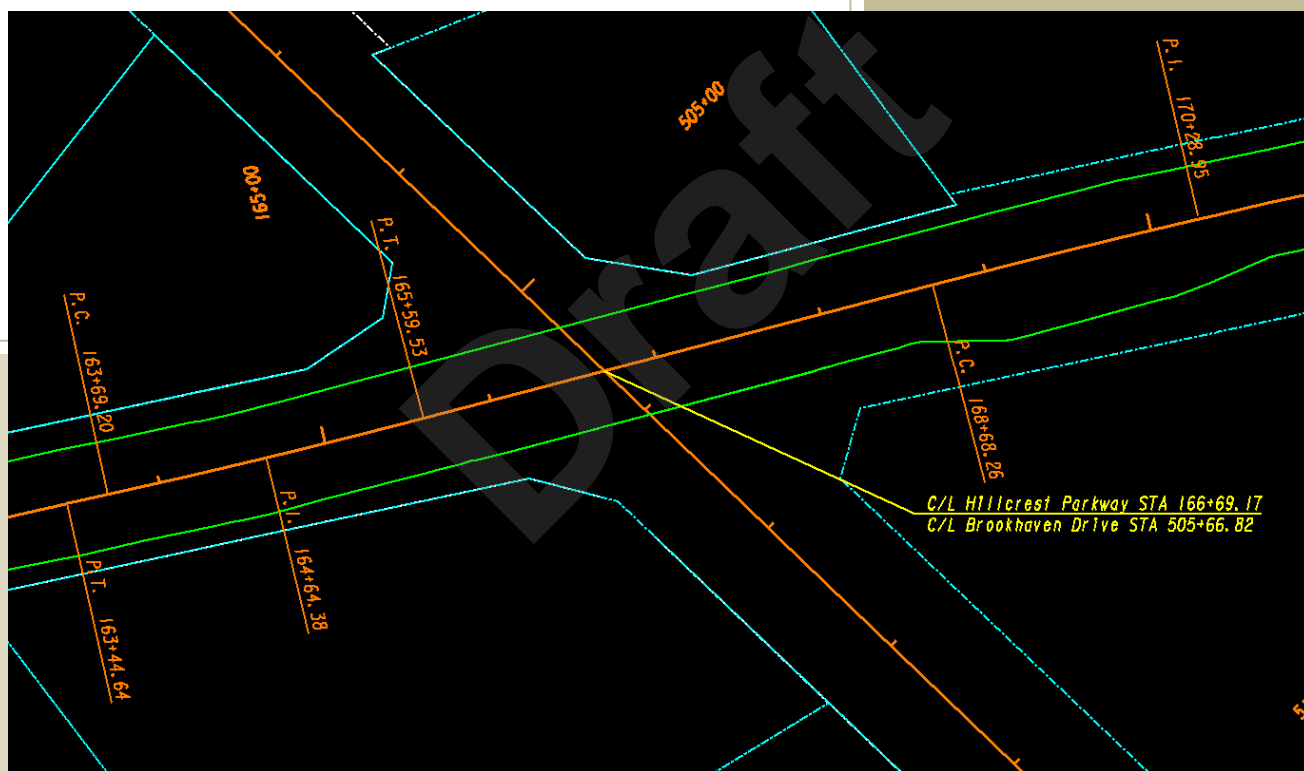 505+00
P.I. 170+28.95
165+00
P.T. 165+59.53
P.C. 163+69.20
P.C. 168+68.26
C/L Hillcrest Parkway STA 166+69.17
C/L Brookhaven Drive STA 505+66.82
P.I. 164+64.38
P.T. 163+44.64
Draft